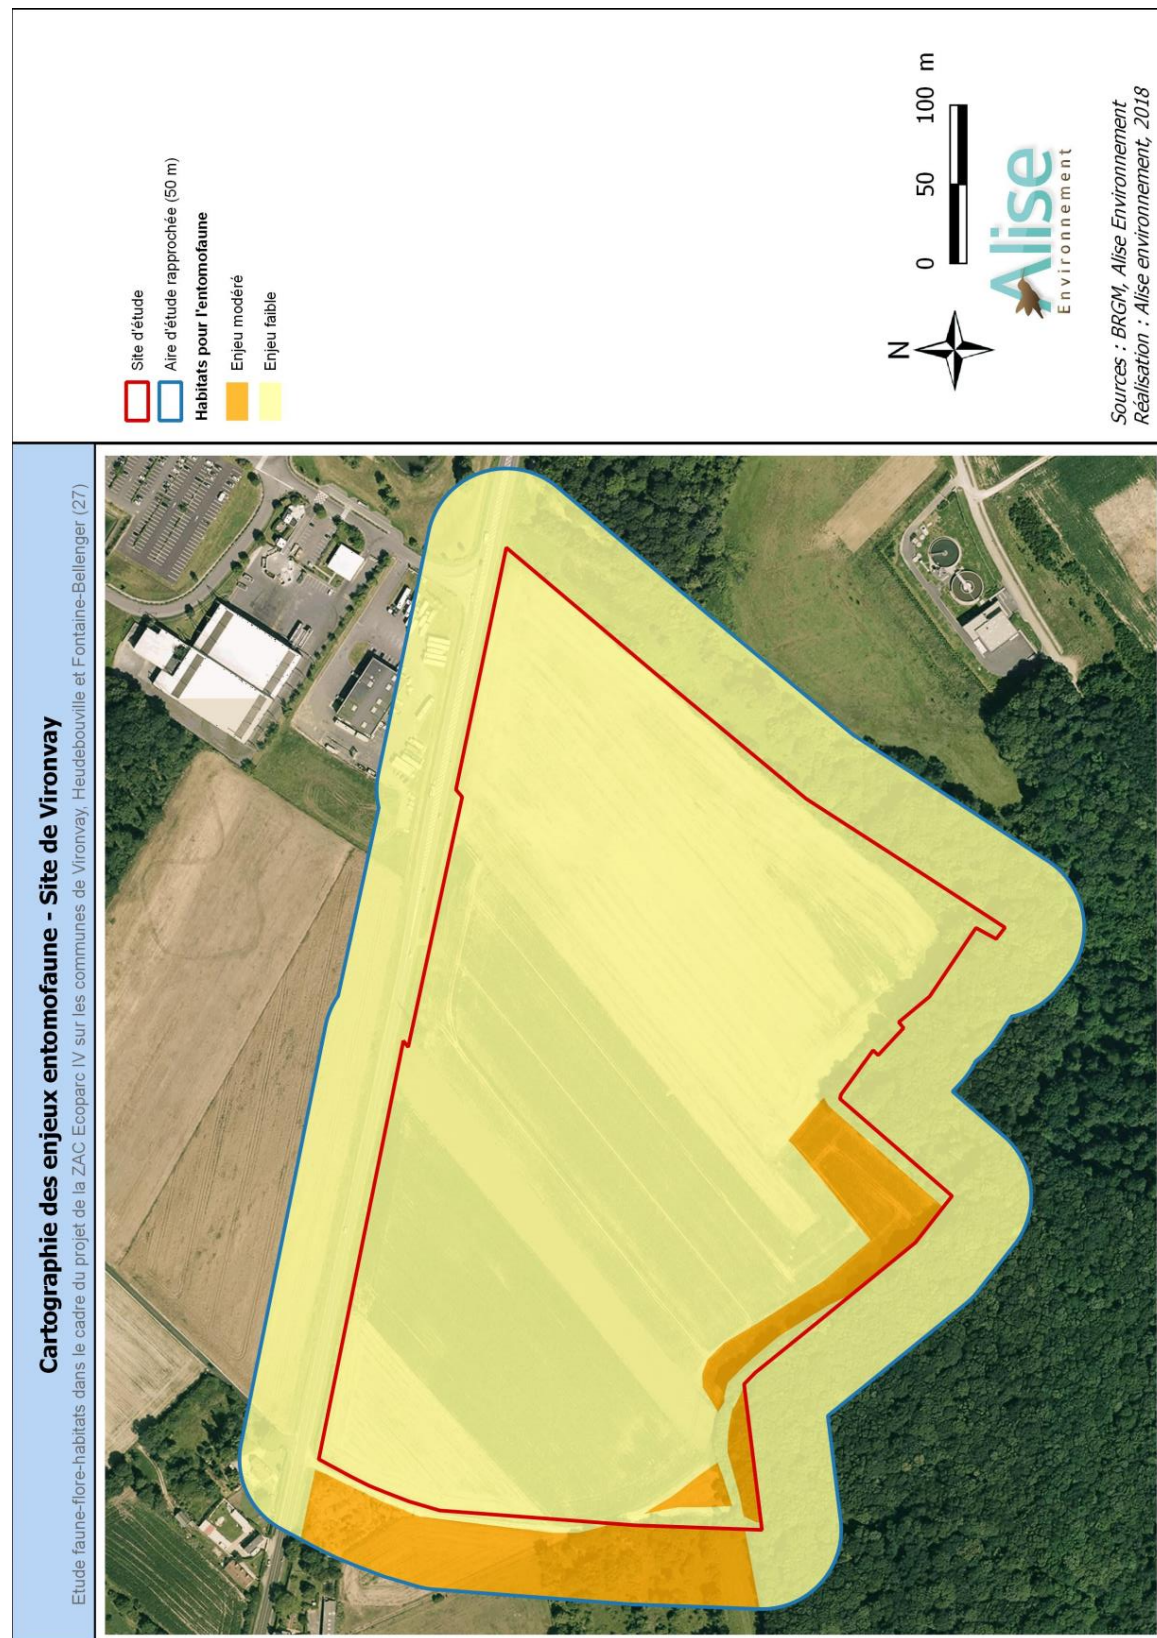 Cartographie des enjeux entomofaune - Site de Vironvay
Etude faune-flore-habitats dans le cadre du projet de la ZAC Ecoparc IV sur les communes de Vironvay, Heudebouville et Fontaine-Bellenger (27)
Site d'étude
Aire d'étude rapprochée (50 m)
Habitats pour l'entomofaune
Enjeu modéré
Enjeu faible
N
0 50 100 m
Alise
Environnement
Sources : BRGM, Alise Environnement
Réalisation : Alise environnement, 2018